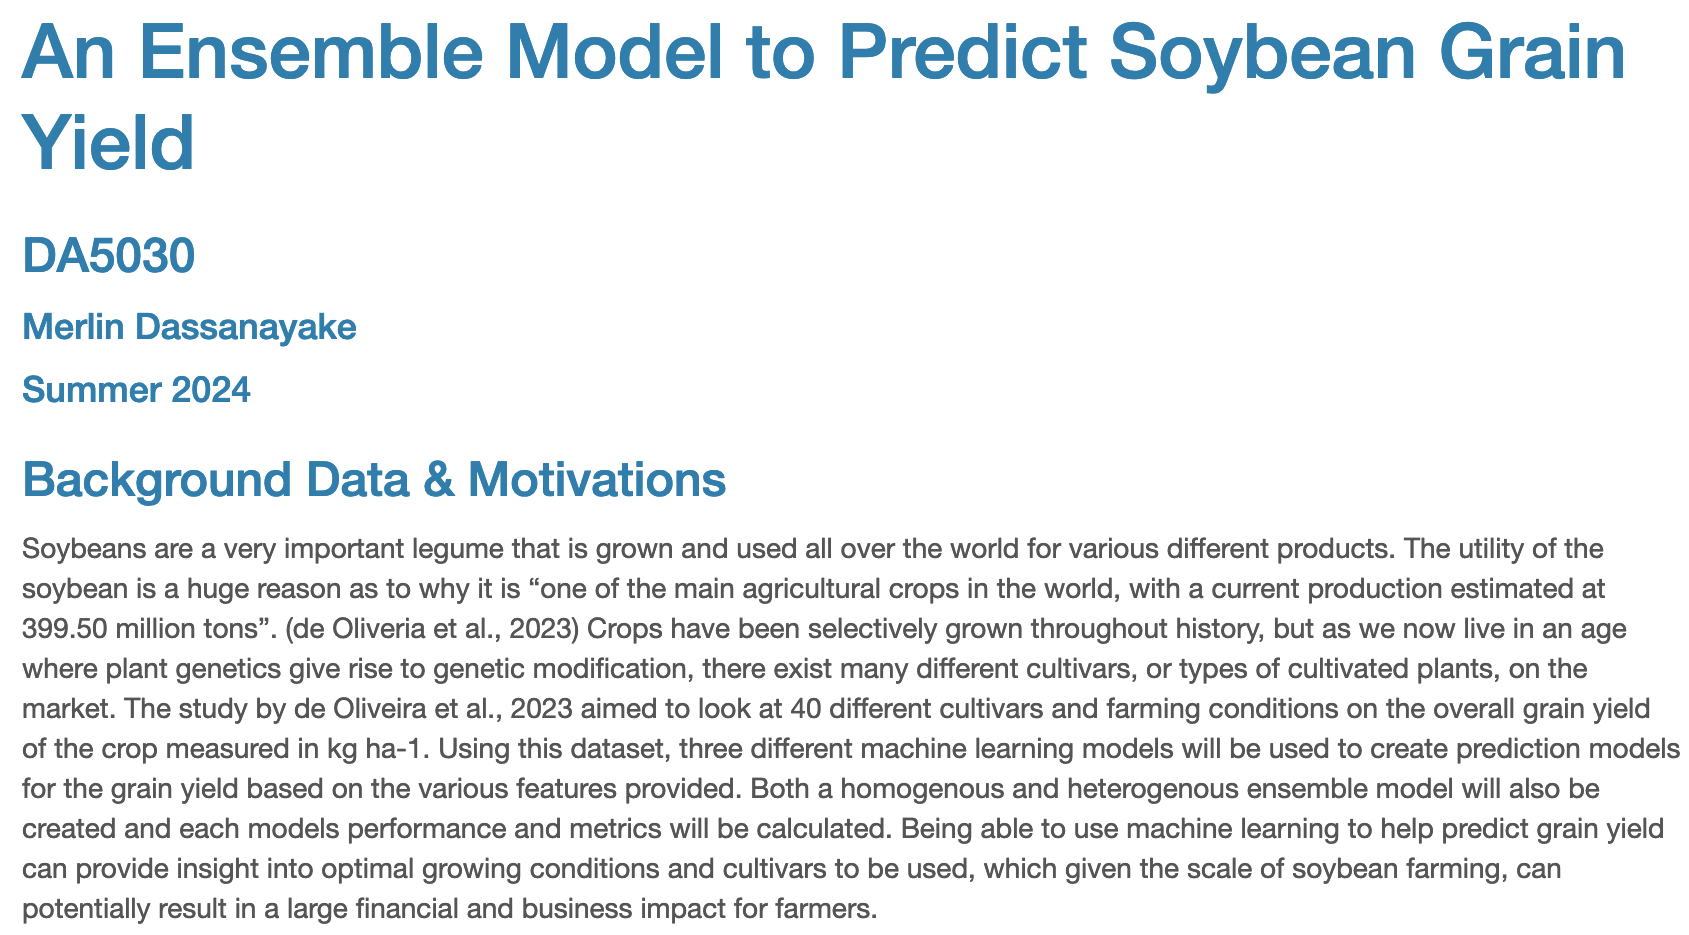 An Ensemble Model to Predict Soybean Grain
Yield
DA5030
Merlin Dassanayake
Summer 2024
Background Data & Motivations
Soybeans are a very important legume that is grown and used all over the world for various different products. The utility of the
soybean is a huge reason as to why it is “one of the main agricultural crops in the world, with a current production estimated at
399.50 million tons”. (de Oliveria et al., 2023) Crops have been selectively grown throughout history, but as we now live in an age
where plant genetics give rise to genetic modification, there exist many different cultivars, or types of cultivated plants, on the
market. The study by de Oliveira et al., 2023 aimed to look at 40 different cultivars and farming conditions on the overall grain yield
of the crop measured in kg ha-1. Using this dataset, three different machine learning models will be used to create prediction models
for the grain yield based on the various features provided. Both a homogenous and heterogenous ensemble model will also be
created and each models performance and metrics will be calculated. Being able to use machine learning to help predict grain yield
can provide insight into optimal growing conditions and cultivars to be used, which given the scale of soybean farming, can
potentially result in a large financial and business impact for farmers.